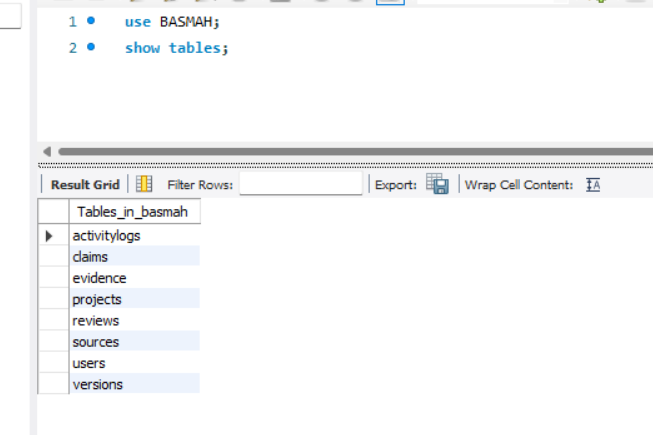 1 use BASMAH;
2 show tables;
Result Grid Filter Rows: Export: Wrap Cell Content: IA
Tables_in_basmah
activitylogs
claims
evidence
projects
reviews
sources
users
versions